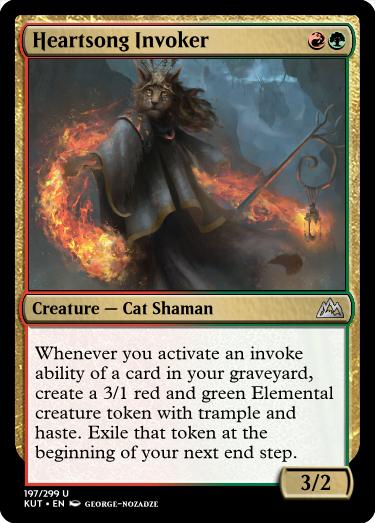 Heartsong Invoker
Creature — Cat Shaman
Whenever you activate an invoke
ability of a card in your graveyard,
create a 3/1 red and green Elemental
creature token with trample and
haste. Exile that token at the
beginning of your next end step.
3/2
197/299 U
KUT • EN GEORGE-NOZADZE